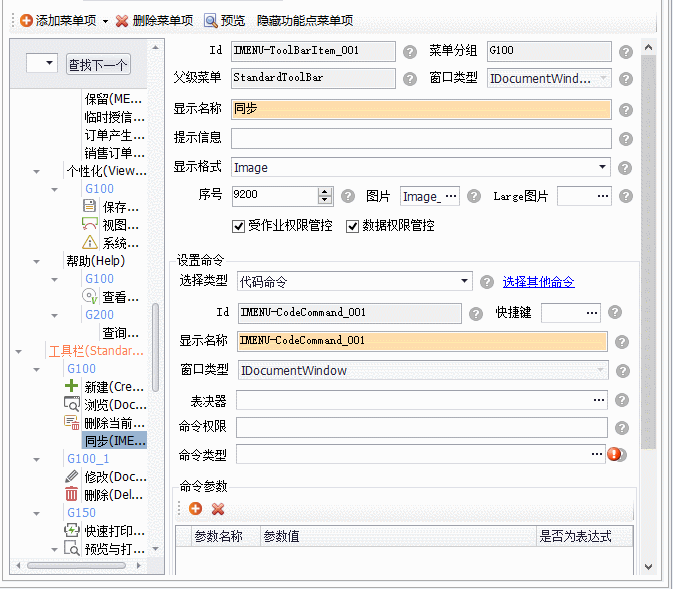 添加菜单项 删除菜单项 预览 隐藏功能点菜单项
查找下一个
保留(ME...
临时授信...
订单产生...
销售订单...
个性化(View...
G100
保存...
视图...
系统...
帮助(Help)
G100
查看...
G200
查询...
工具栏(Standar...
G100
新建(Cre...
浏览(Doc...
删除当前...
同步(IME...
G100_1
修改(Doc...
删除(Del...
G150
快速打印...
预览与打...
Id IMENU-ToolBarItem_001 菜单分组 G100
父级菜单 StandardToolBar 窗口类型 IDocumentWind...
显示名称 同步
提示信息
显示格式 Image
序号 9200 图片 Image_ ... Large图片 ...
受作业权限管控 数据权限管控
设置命令
选择类型 代码命令 选择其他命令
Id IMENU-CodeCommand_001 快捷键 ...
显示名称 IMENU-CodeCommand_001
窗口类型 IDocumentWindow
表决器 ...
命令权限
命令类型 ...
命令参数
参数名称 参数值 是否为表达式